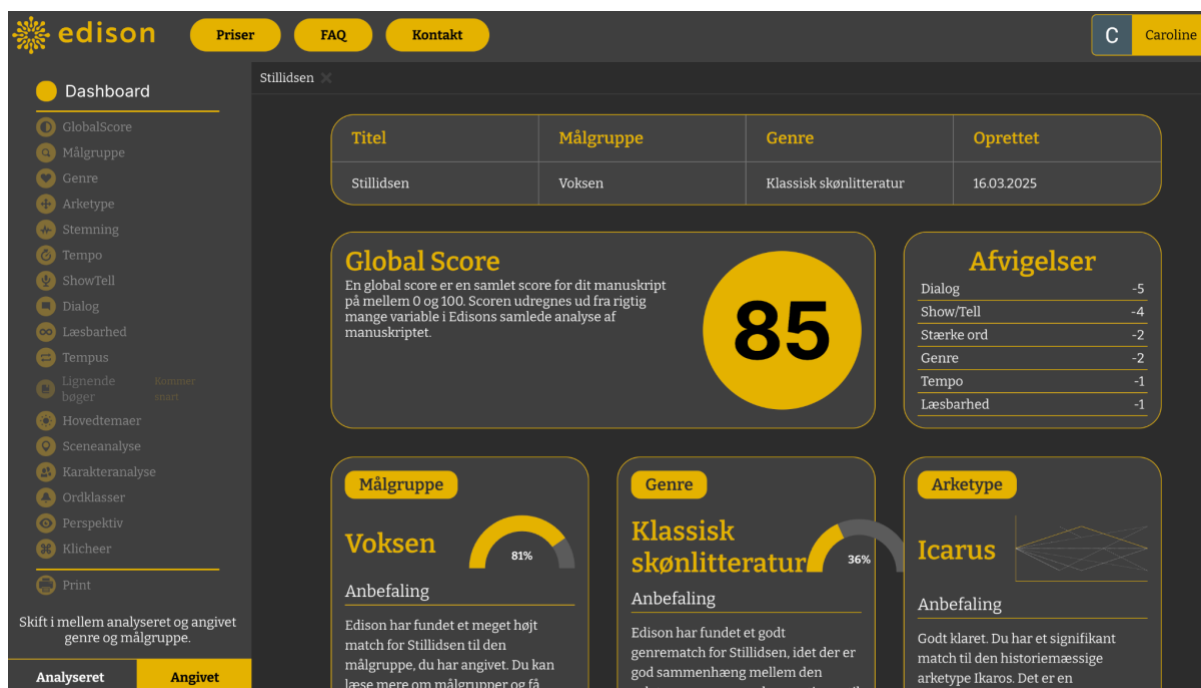 edison
Priser
FAQ
Kontakt
C
Caroline
Dashboard
GlobalScore
Målgruppe
Genre
Arketype
Stemning
Tempo
ShowTell
Dialog
Læsbarhed
Tempus
Lignende
bøger
Kommer
snart
Hovedtemaer
Sceneanalyse
Karakteranalyse
Ordklasser
Perspektiv
Klicheer
Print
Skift i mellem analyseret og angivet
genre og målgruppe.
Analyseret
Angivet
Stillidsen
Titel
Målgruppe
Genre
Oprettet
Stillidsen
Voksen
Klassisk skønlitteratur
16.03.2025
Global Score
En global score er en samlet score for dit manuskript
på mellem 0 og 100. Scoren udregnes ud fra rigtig
mange variable i Edisons samlede analyse af
manuskriptet.
85
Afvigelser
Dialog -5
Show/Tell -4
Stærke ord -2
Genre -2
Tempo -1
Læsbarhed -1
Målgruppe
Voksen
81%
Anbefaling
Edison har fundet et meget højt
match for Stillidsen til den
målgruppe, du har angivet. Du kan
læse mere om målgrupper og få
Genre
Klassisk
skønlitteratur
36%
Anbefaling
Edison har fundet et godt
genrematch for Stillidsen, idet der er
god sammenhæng mellem den
Arketype
Icarus
Anbefaling
Godt klaret. Du har et signifikant
match til den historiemæssige
arketype Ikaros. Det er en